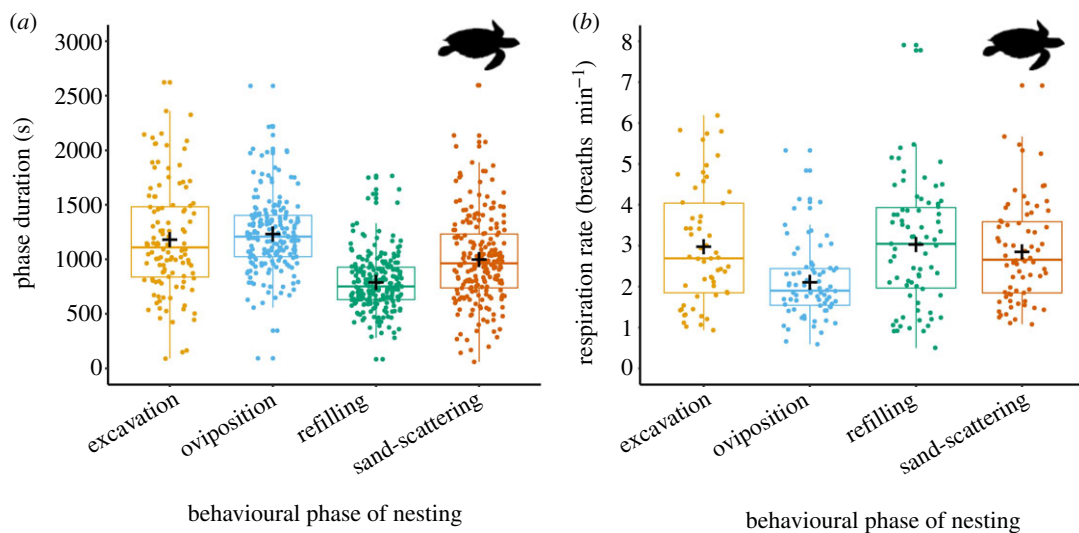 (a)
3000
2500
2000
1500
1000
500
0
phase duration (s)
excavation
oviposition
refilling
sand-scattering
behavioural phase of nesting
(b)
8
7
6
5
4
3
2
1
0
respiration rate (breaths min⁻¹)
excavation
oviposition
refilling
sand-scattering
behavioural phase of nesting